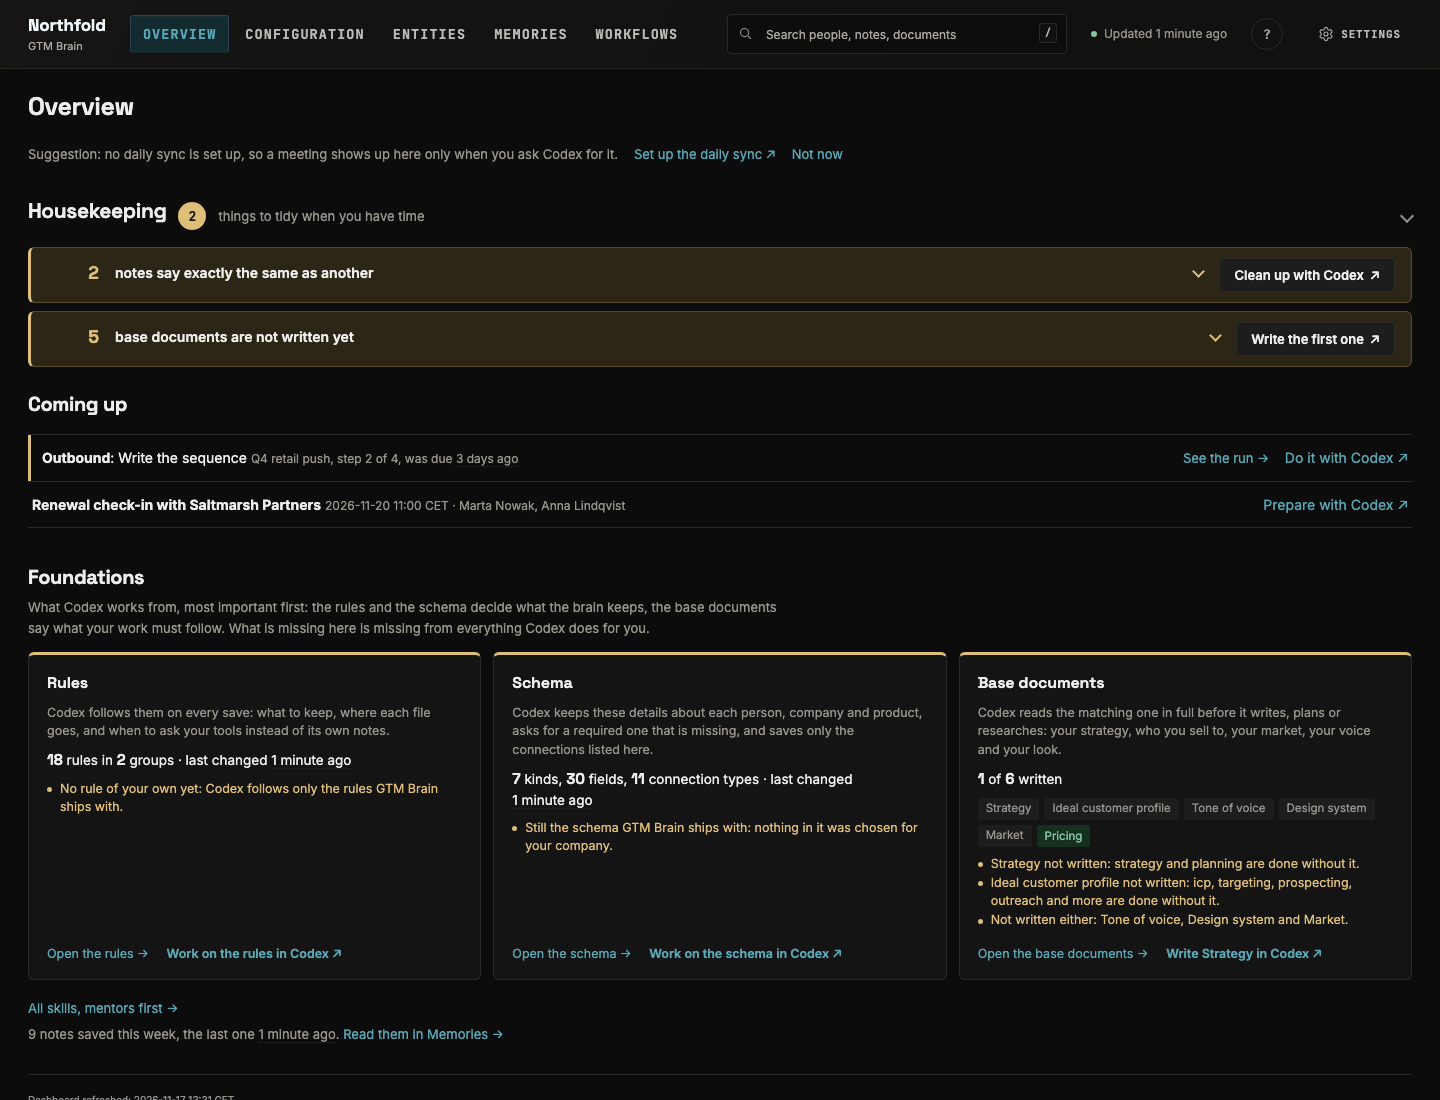 Northfold
GTM Brain
OVERVIEW
CONFIGURATION
ENTITIES
MEMORIES
WORKFLOWS
Search people, notes, documents
/
Updated 1 minute ago
?
SETTINGS
Overview
Suggestion: no daily sync is set up, so a meeting shows up here only when you ask Codex for it. Set up the daily sync ↗ Not now
Housekeeping 2 things to tidy when you have time
2 notes say exactly the same as another
Clean up with Codex ↗
5 base documents are not written yet
Write the first one ↗
Coming up
Outbound: Write the sequence Q4 retail push, step 2 of 4, was due 3 days ago
See the run → Do it with Codex ↗
Renewal check-in with Saltmarsh Partners 2026-11-20 11:00 CET · Marta Nowak, Anna Lindqvist
Prepare with Codex ↗
Foundations
What Codex works from, most important first: the rules and the schema decide what the brain keeps, the base documents
say what your work must follow. What is missing here is missing from everything Codex does for you.
Rules
Codex follows them on every save: what to keep, where each file
goes, and when to ask your tools instead of its own notes.
18 rules in 2 groups · last changed 1 minute ago
• No rule of your own yet: Codex follows only the rules GTM Brain
ships with.
Open the rules → Work on the rules in Codex ↗
Schema
Codex keeps these details about each person, company and product,
asks for a required one that is missing, and saves only the
connections listed here.
7 kinds, 30 fields, 11 connection types · last changed
1 minute ago
• Still the schema GTM Brain ships with: nothing in it was chosen for
your company.
Open the schema → Work on the schema in Codex ↗
Base documents
Codex reads the matching one in full before it writes, plans or
researches: your strategy, who you sell to, your market, your voice
and your look.
1 of 6 written
Strategy Ideal customer profile Tone of voice Design system
Market Pricing
• Strategy not written: strategy and planning are done without it.
• Ideal customer profile not written: icp, targeting, prospecting,
outreach and more are done without it.
• Not written either: Tone of voice, Design system and Market.
Open the base documents → Write Strategy in Codex ↗
All skills, mentors first →
9 notes saved this week, the last one 1 minute ago. Read them in Memories →
Dashboard refreshed: 2026-11-17 13:31 CET